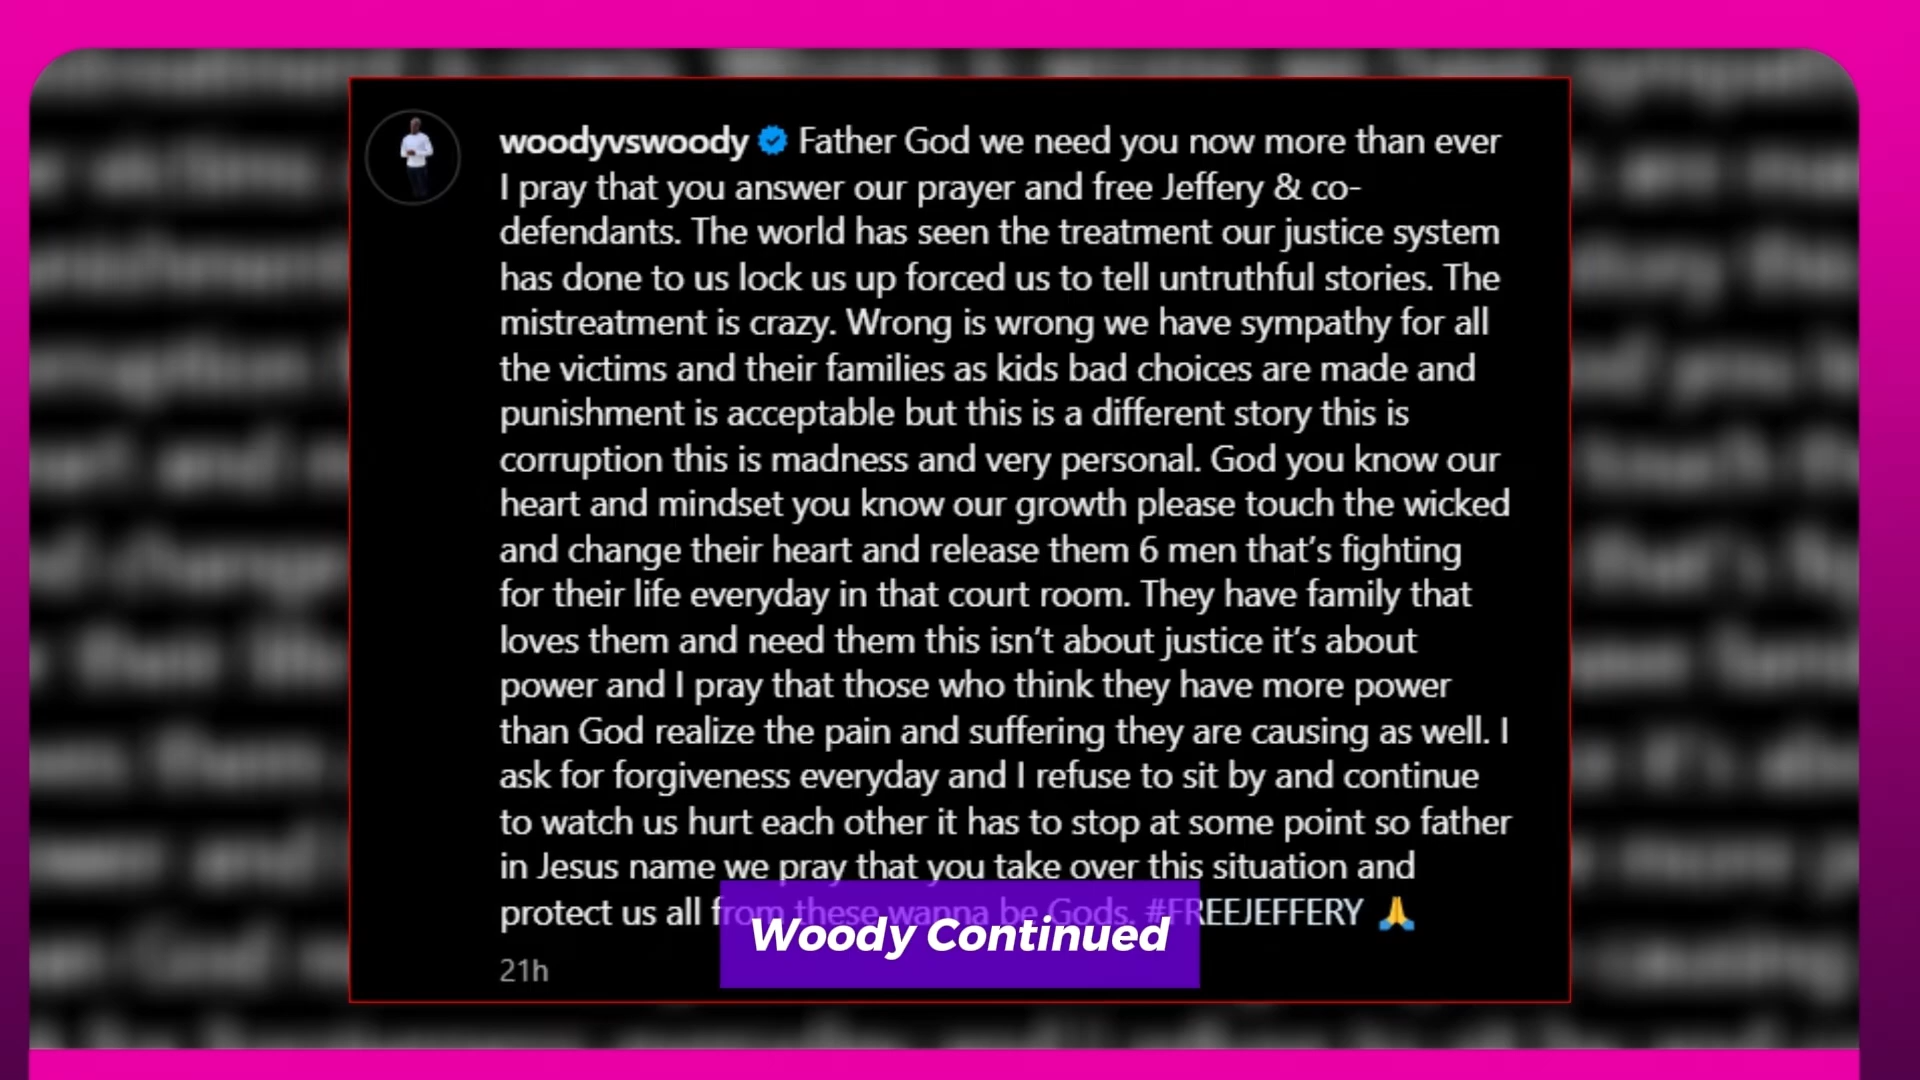 woodyvswoody Father God we need you now more than ever
I pray that you answer our prayer and free Jeffery & co-
defendants. The world has seen the treatment our justice system
has done to us lock us up forced us to tell untruthful stories. The
mistreatment is crazy. Wrong is wrong we have sympathy for all
the victims and their families as kids bad choices are made and
punishment is acceptable but this is a different story this is
corruption this is madness and very personal. God you know our
heart and mindset you know our growth please touch the wicked
and change their heart and release them 6 men that's fighting
for their life everyday in that court room. They have family that
loves them and need them this isn't about justice it's about
power and I pray that those who think they have more power
than God realize the pain and suffering they are causing as well. I
ask for forgiveness everyday and I refuse to sit by and continue
to watch us hurt each other it has to stop at some point so father
in Jesus name we pray that you take over this situation and
protect us all from these wanna be Gods. #FREEJEFFERY 🙏
Woody Continued
21h